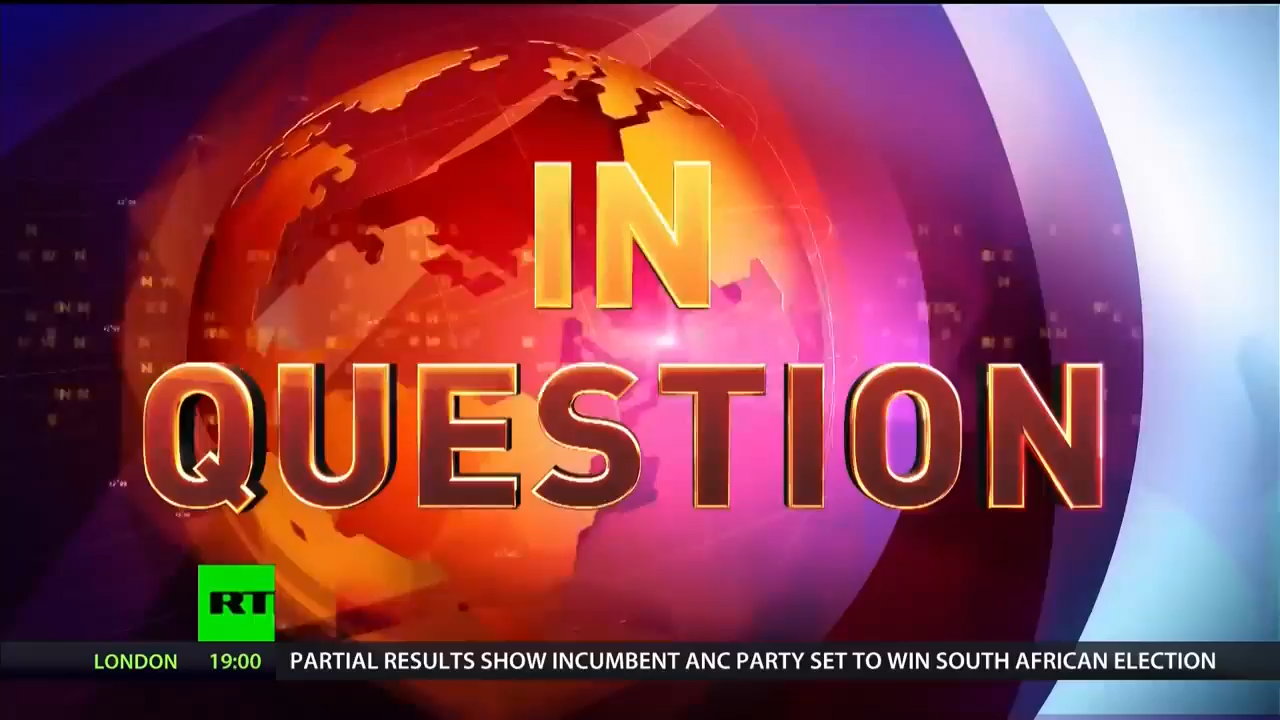 IN
QUESTION
RT
LONDON 19:00 PARTIAL RESULTS SHOW INCUMBENT ANC PARTY SET TO WIN SOUTH AFRICAN ELECTION